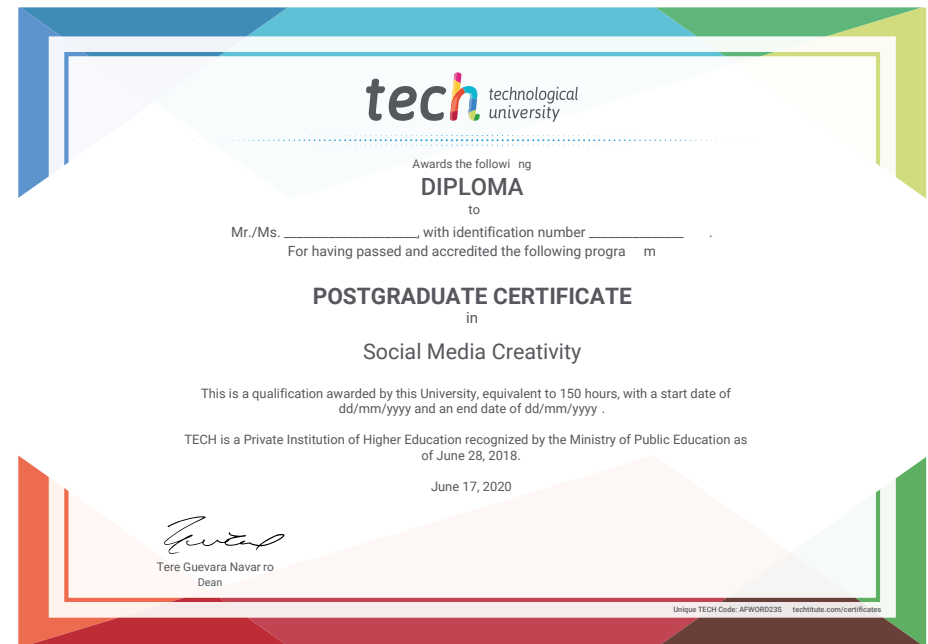 tech technological
university
Awards the followi ng
DIPLOMA
to
Mr./Ms. ____________________, with identification number ______________ .
For having passed and accredited the following progra m
POSTGRADUATE CERTIFICATE
in
Social Media Creativity
This is a qualification awarded by this University, equivalent to 150 hours, with a start date of
dd/mm/yyyy and an end date of dd/mm/yyyy .
TECH is a Private Institution of Higher Education recognized by the Ministry of Public Education as
of June 28, 2018.
June 17, 2020
Tere Guevara Navar ro
Dean
Unique TECH Code: AFWORD23S techtitute.com/certificates